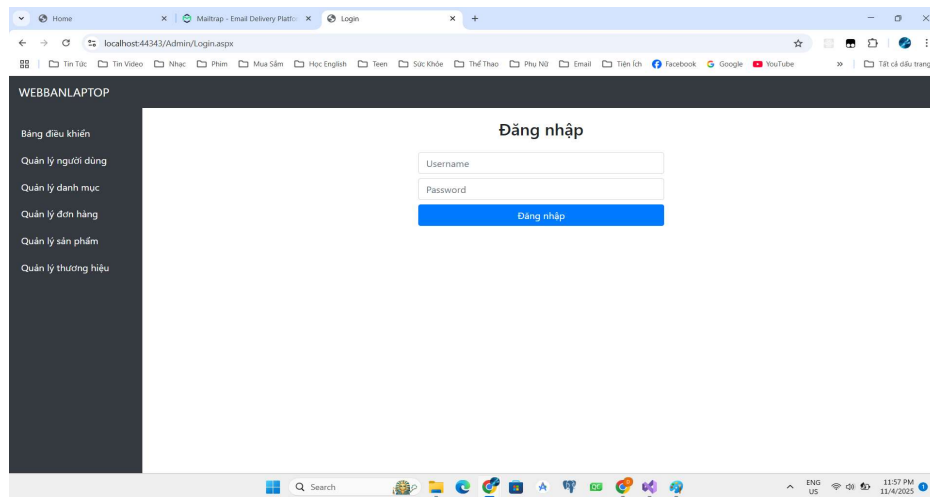 Home
Mailtrap - Email Delivery Platfo
Login
localhost:44343/Admin/Login.aspx
Tin Tức Tin Video Nhạc Phim Mua Sắm Học English Teen Sức Khỏe Thể Thao Phụ Nữ Email Tiện Ích Facebook Google YouTube » Tất cả dấu trang
WEBBANLAPTOP
Bảng điều khiển
Quản lý người dùng
Quản lý danh mục
Quản lý đơn hàng
Quản lý sản phẩm
Quản lý thương hiệu
Đăng nhập
Username
Password
Đăng nhập
Search
ENG
US
11:57 PM
11/4/2025